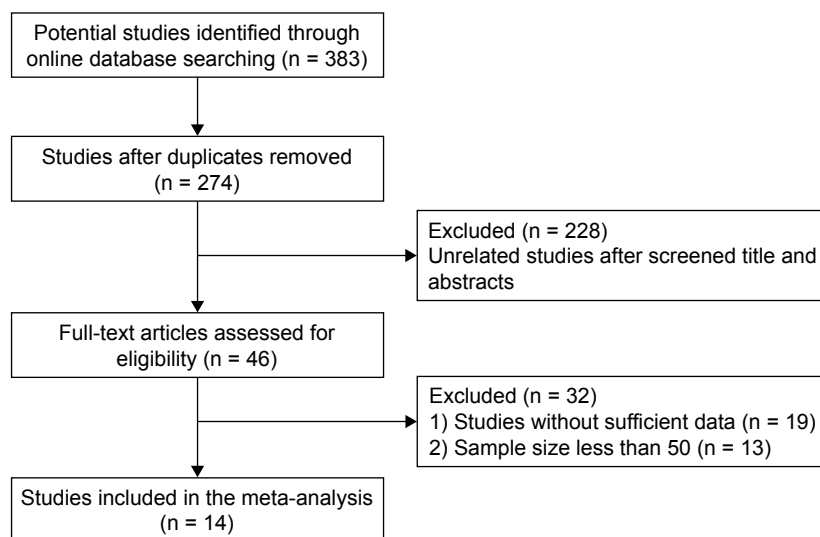 Potential studies identified through
online database searching (n = 383)
Studies after duplicates removed
(n = 274)
Excluded (n = 228)
Unrelated studies after screened title and
abstracts
Full-text articles assessed for
eligibility (n = 46)
Excluded (n = 32)
1) Studies without sufficient data (n = 19)
2) Sample size less than 50 (n = 13)
Studies included in the meta-analysis
(n = 14)